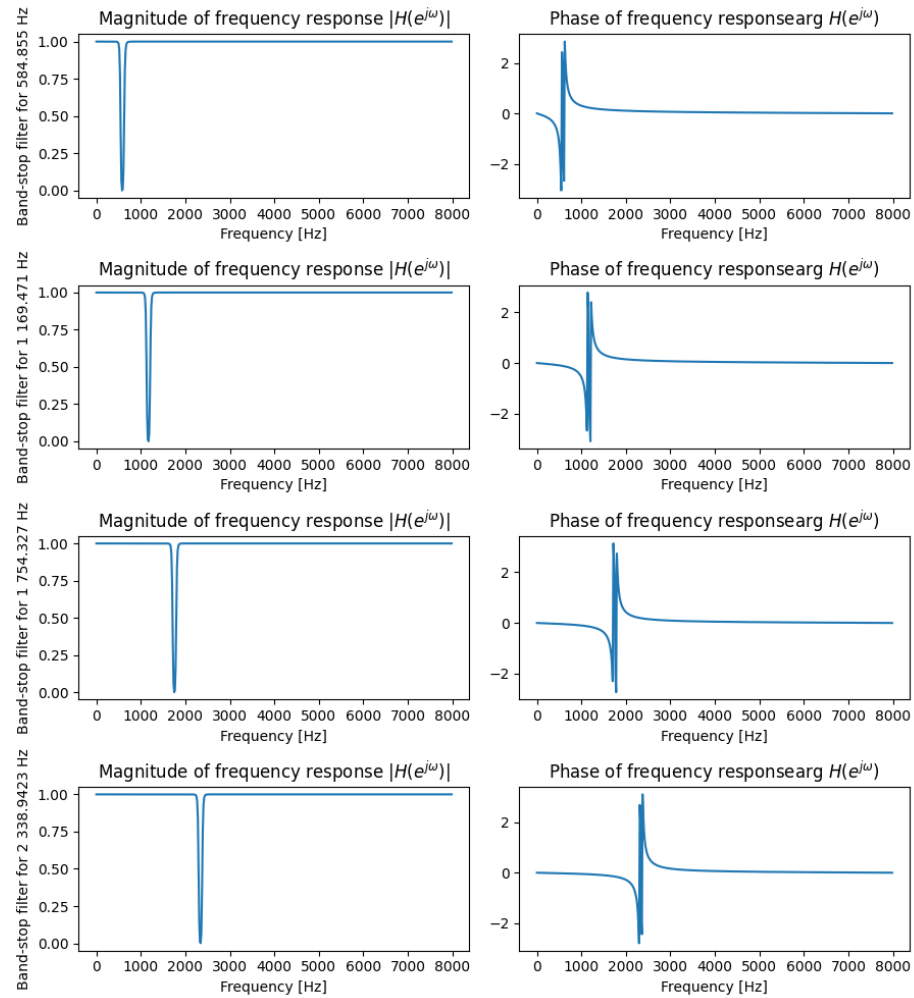 Magnitude of frequency response |H(e^{jω})|
Phase of frequency responsearg H(e^{jω})
Band-stop filter for 584.855 Hz
1.00
0.75
0.50
0.25
0.00
0 1000 2000 3000 4000 5000 6000 7000 8000
Frequency [Hz]
2
0
−2
0 1000 2000 3000 4000 5000 6000 7000 8000
Frequency [Hz]
Magnitude of frequency response |H(e^{jω})|
Phase of frequency responsearg H(e^{jω})
Band-stop filter for 1 169.471 Hz
1.00
0.75
0.50
0.25
0.00
0 1000 2000 3000 4000 5000 6000 7000 8000
Frequency [Hz]
2
0
−2
0 1000 2000 3000 4000 5000 6000 7000 8000
Frequency [Hz]
Magnitude of frequency response |H(e^{jω})|
Phase of frequency responsearg H(e^{jω})
Band-stop filter for 1 754.327 Hz
1.00
0.75
0.50
0.25
0.00
0 1000 2000 3000 4000 5000 6000 7000 8000
Frequency [Hz]
2
0
−2
0 1000 2000 3000 4000 5000 6000 7000 8000
Frequency [Hz]
Magnitude of frequency response |H(e^{jω})|
Phase of frequency responsearg H(e^{jω})
Band-stop filter for 2 338.9423 Hz
1.00
0.75
0.50
0.25
0.00
0 1000 2000 3000 4000 5000 6000 7000 8000
Frequency [Hz]
2
0
−2
0 1000 2000 3000 4000 5000 6000 7000 8000
Frequency [Hz]